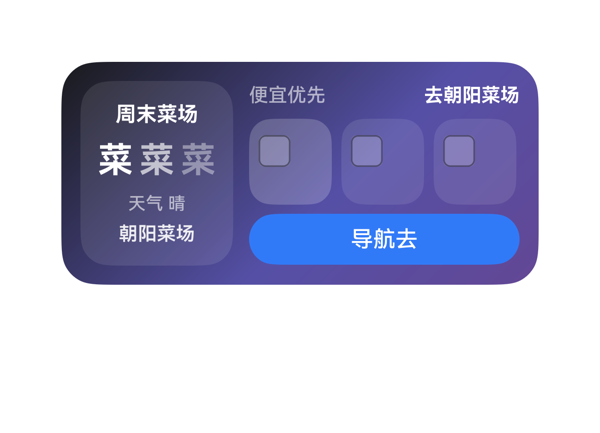 周末菜场
菜 菜 菜
天气 晴
朝阳菜场
便宜优先
去朝阳菜场
导航去